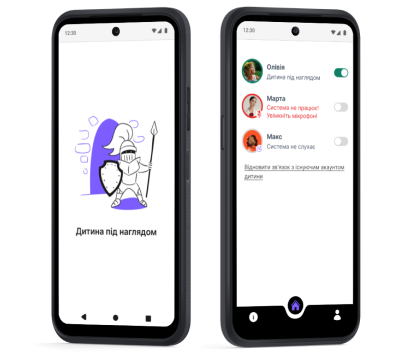 12:30
Дитина під наглядом
12:30
Олівія
Дитина під наглядом
Марта
Система не працює!
Увімкніть мікрофон!
Макс
Система не слухає
Відновити зв'язок з існуючим акаунтом
дитини